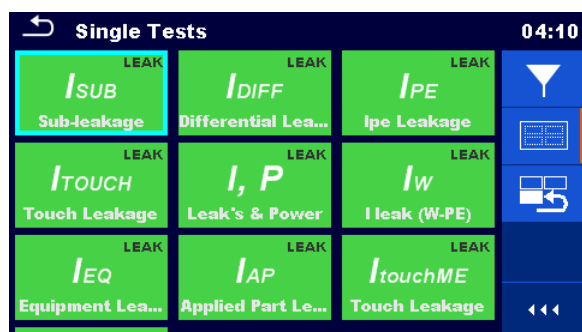 Single Tests 04:10
LEAK LEAK LEAK
ISUB IDIFF IPE
Sub-leakage Differential Lea... Ipe Leakage
LEAK LEAK LEAK
ITOUCH I, P Iw
Touch Leakage Leak's & Power I leak (W-PE)
LEAK LEAK LEAK
IEQ IAP ItouchME
Equipment Lea... Applied Part Le... Touch Leakage